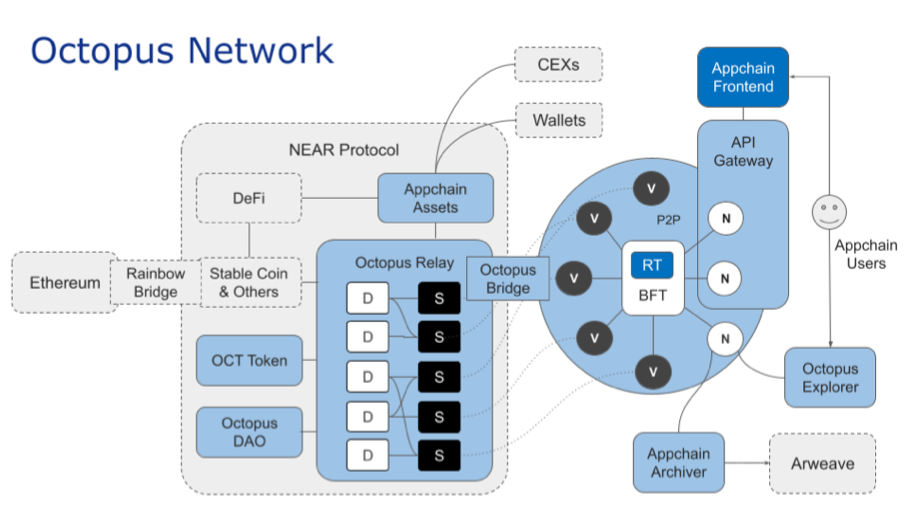 Octopus Network
CEXs
Wallets
NEAR Protocol
DeFi
Appchain
Assets
Ethereum
Rainbow
Bridge
Stable Coin
& Others
OCT Token
Octopus
DAO
Octopus Relay
D
S
D
S
D
S
D
S
D
S
Octopus
Bridge
V
V
V
V
V
P2P
RT
BFT
N
N
N
Appchain
Frontend
API
Gateway
Appchain
Users
Octopus
Explorer
Appchain
Archiver
Arweave